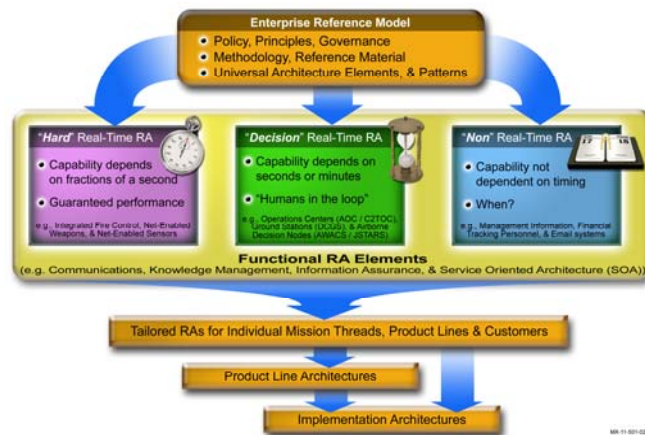 Enterprise Reference Model
Policy, Principles, Governance
Methodology, Reference Material
Universal Architecture Elements, & Patterns
"Hard" Real-Time RA
Capability depends
on fractions of a second
Guaranteed performance
e.g., Integrated Fire Control, Net-Enabled
Weapons, & Net-Enabled Sensors
"Decision" Real-Time RA
Capability depends on
seconds or minutes
"Humans in the loop"
e.g., Operations Centers (AOC / C2TOC),
Ground Stations (DCGS), & Airborne
Decision Nodes (AWACS / JSTARS)
"Non" Real-Time RA
17 18
Capability not
dependent on timing
When?
e.g., Management Information, Financial
Tracking Personnel, & Email systems
Functional RA Elements
(e.g. Communications, Knowledge Management, Information Assurance, & Service Oriented Architecture (SOA))
Tailored RAs for Individual Mission Threads, Product Lines & Customers
Product Line Architectures
Implementation Architectures